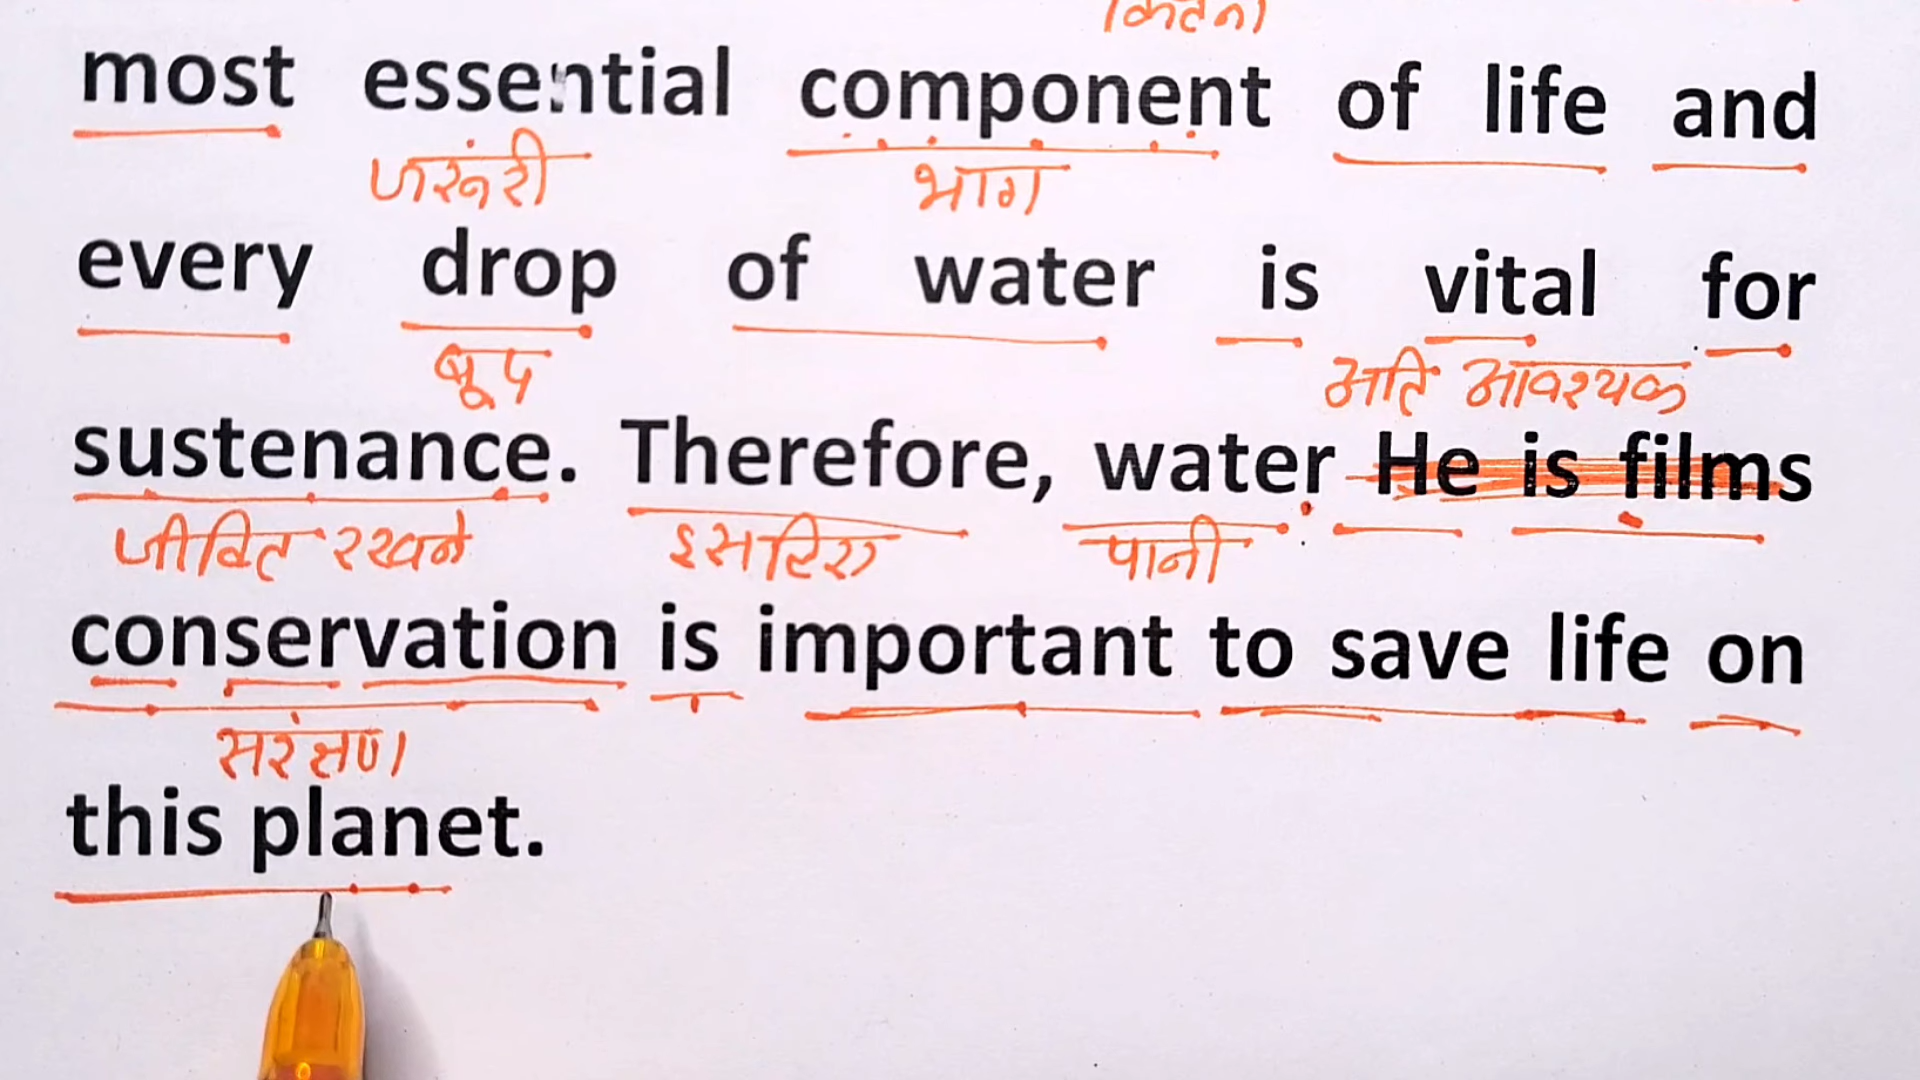 most essential component of life and
जरूंरी भाग
every drop of water is vital for
बूद अति आवश्यक
sustenance. Therefore, water He is films
जीवित रखने इसलिए पानी
conservation is important to save life on
सरंक्षण
this planet.